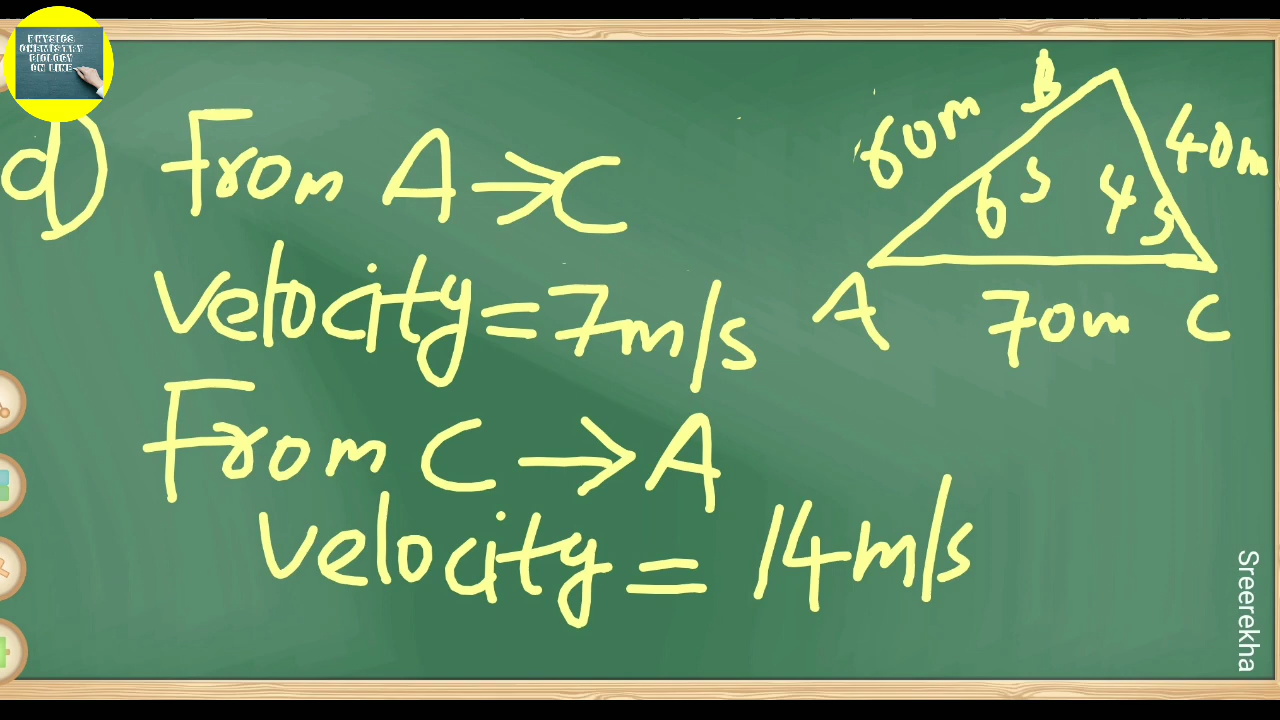 PHYSICS
CHEMISTRY
BIOLOGY
ON LINE
d) From A → C
velocity = 7m/s
From C → A
velocity = 14m/s
B
60m
40m
6s
4s
A
70m
C
Sreerekha